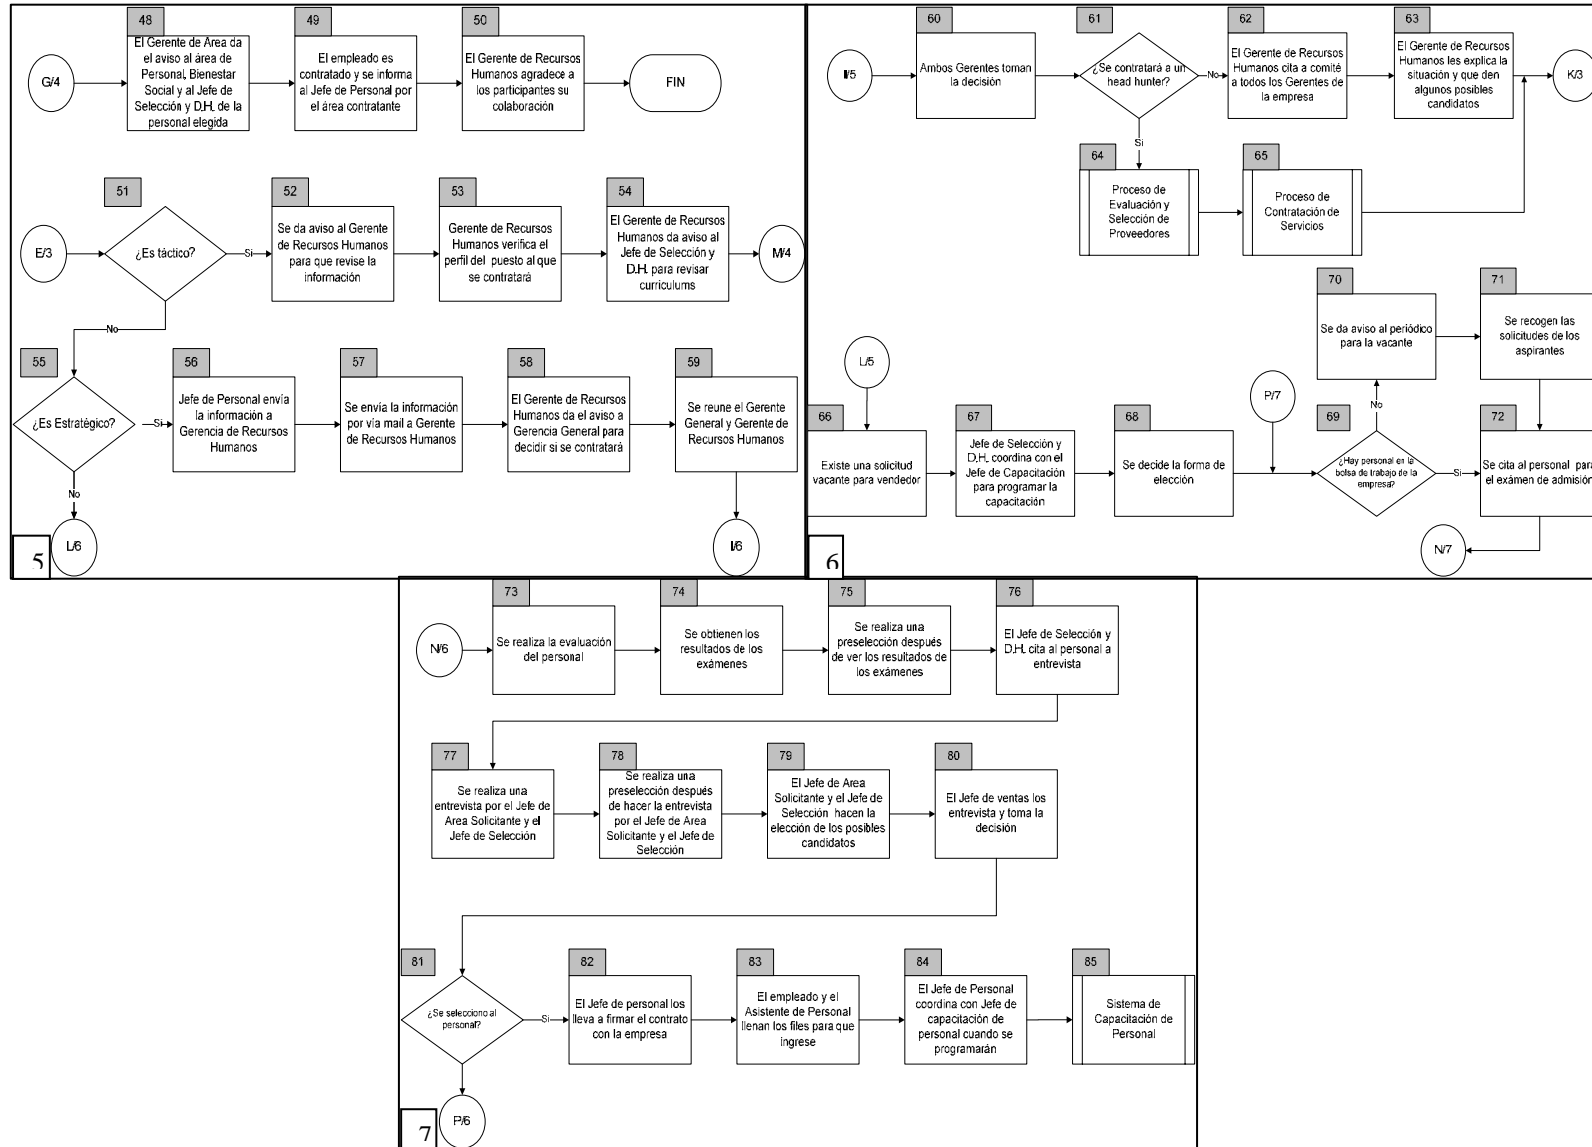 48
49
50
G/4
El Gerente de Area da
el aviso al área de
Personal, Bienestar
Social y al Jefe de
Selección y D.H. de la
personal elegida
El empleado es
contratado y se informa
al Jefe de Personal por
el área contratante
El Gerente de Recursos
Humanos agradece a
los participantes su
colaboración
FIN
51
52
53
54
E/3
¿Es táctico?
Si
Se da aviso al Gerente
de Recursos Humanos
para que revise la
información
Gerente de Recursos
Humanos verifica el
perfil del puesto al que
se contratará
El Gerente de Recursos
Humanos da aviso al
Jefe de Selección y
D.H. para revisar
curriculums
M/4
No
55
56
57
58
59
¿Es Estratégico?
Si
Jefe de Personal envía
la información a
Gerencia de Recursos
Humanos
Se envía la información
por vía mail a Gerente
de Recursos Humanos
El Gerente de Recursos
Humanos da el aviso a
Gerencia General para
decidir si se contratará
Se reune el Gerente
General y Gerente de
Recursos Humanos
No
L/6
I/6
5
60
61
62
63
I/5
Ambos Gerentes toman
la decisión
¿Se contratará a un
head hunter?
No
El Gerente de Recursos
Humanos cita a comité
a todos los Gerentes de
la empresa
El Gerente de Recursos
Humanos les explica la
situación y que den
algunos posibles
candidatos
K/3
Si
64
65
Proceso de
Evaluación y
Selección de
Proveedores
Proceso de
Contratación de
Servicios
70
71
Se da aviso al periódico
para la vacante
Se recogen las
solicitudes de los
aspirantes
L/5
P/7
No
66
67
68
69
72
Existe una solicitud
vacante para vendedor
Jefe de Selección y
D.H. coordina con el
Jefe de Capacitación
para programar la
capacitación
Se decide la forma de
elección
¿Hay personal en la
bolsa de trabajo de la
empresa?
Si
Se cita al personal para
el exámen de admisión
N/7
6
73
74
75
76
N/6
Se realiza la evaluación
del personal
Se obtienen los
resultados de los
exámenes
Se realiza una
preselección después
de ver los resultados de
los exámenes
El Jefe de Selección y
D.H. cita al personal a
entrevista
77
78
79
80
Se realiza una
entrevista por el Jefe de
Area Solicitante y el
Jefe de Selección
Se realiza una
preselección después
de hacer la entrevista
por el Jefe de Area
Solicitante y el Jefe de
Selección
El Jefe de Area
Solicitante y el Jefe de
Selección hacen la
elección de los posibles
candidatos
El Jefe de ventas los
entrevista y toma la
decisión
81
82
83
84
85
¿Se selecciono al
personal?
Si
El Jefe de personal los
lleva a firmar el contrato
con la empresa
El empleado y el
Asistente de Personal
llenan los files para que
ingrese
El Jefe de Personal
coordina con Jefe de
capacitación de
personal cuando se
programarán
Sistema de
Capacitación de
Personal
P/6
7